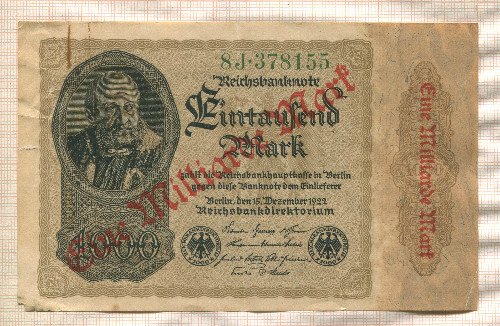 8J·378155
Reichsbanknote
Eintausend
Mark
zahlt die Reichsbankhauptkasse in Berlin
gegen diese Banknote dem Einlieferer
Berlin, den 15. Dezember 1922
Reichsbankdirektorium
1000
Eine Milliarde Mark
Eine Milliarde Mark